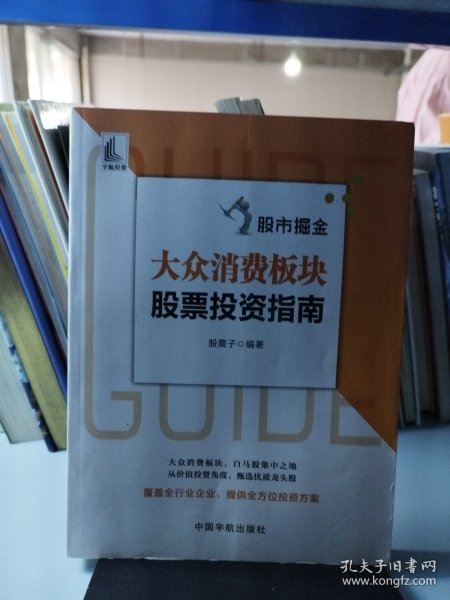 宇航经管
GUIDE
股市掘金
大众消费板块
股票投资指南
股震子◎编著
GUIDE
大众消费板块，白马股集中之地
从价值投资角度，甄选优质龙头股
覆盖全行业企业，提供全方位投资方案
中国宇航出版社
孔夫子旧书网
www.kongfz.com